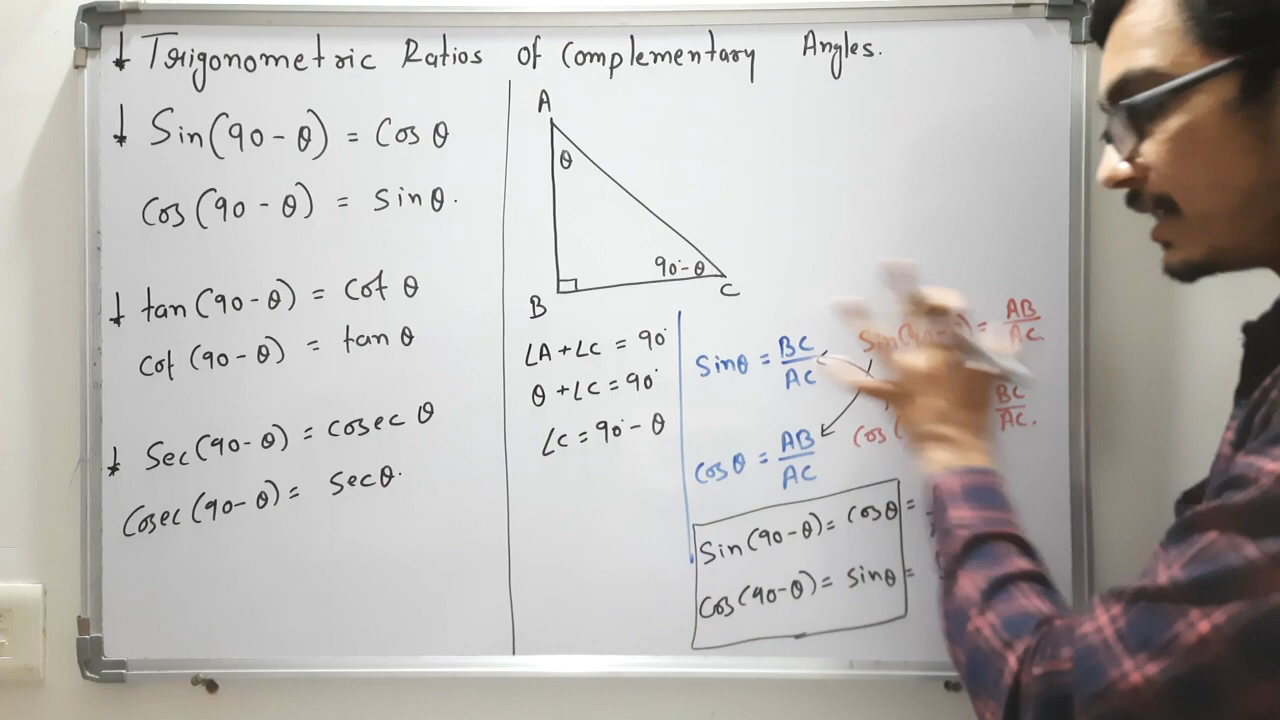 Trigonometric Ratios of Complementary Angles.
Sin(90 - θ) = Cos θ
Cos(90 - θ) = Sin θ.
tan(90 - θ) = Cot θ
Cot(90 - θ) = tan θ
Sec(90 - θ) = Cosec θ
Cosec(90 - θ) = Sec θ.
A
θ
90° - θ
B
C
∠A + ∠C = 90°
θ + ∠C = 90°
∠C = 90° - θ
Sin θ = BC/AC
Cos θ = AB/AC
= AB/AC
Cos(
BC/AC.
Sin(90 - θ) = Cos θ =
Cos(90 - θ) = Sin θ =